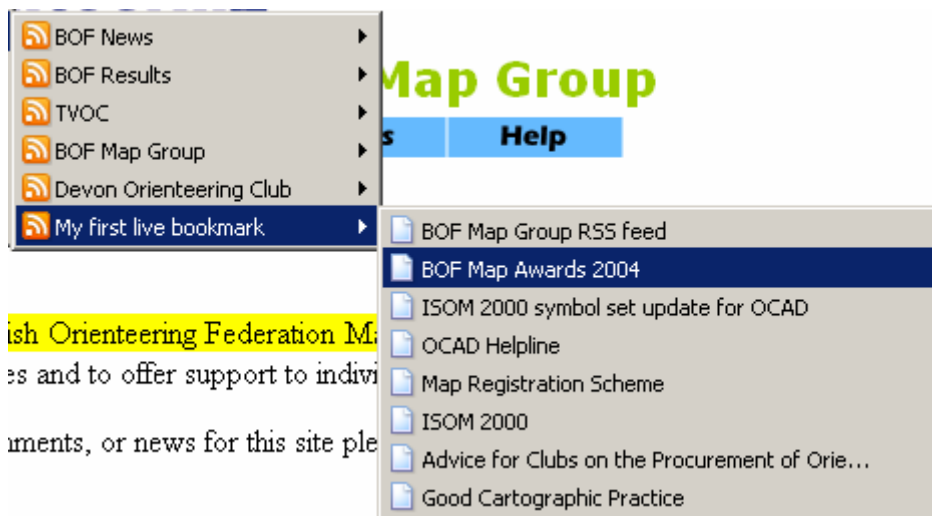 BOF News
BOF Results
TVOC
BOF Map Group
Devon Orienteering Club
My first live bookmark
Map Group
s Help
BOF Map Group RSS feed
BOF Map Awards 2004
ISOM 2000 symbol set update for OCAD
OCAD Helpline
Map Registration Scheme
ISOM 2000
Advice for Clubs on the Procurement of Orie...
Good Cartographic Practice
ish Orienteering Federation Ma
es and to offer support to indivi
nments, or news for this site ple